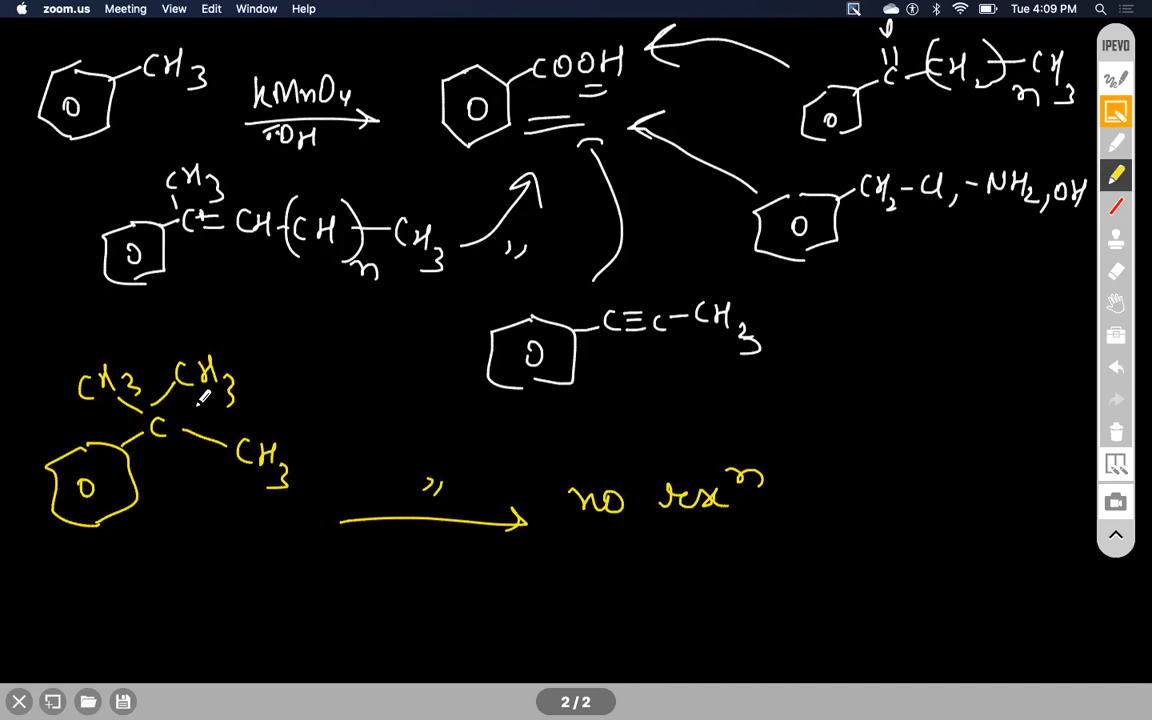 zoom.us Meeting View Edit Window Help Tue 4:09 PM
IPEVO
CH3
KMnO4
-OH
COOH
O
C-(CH2)n-CH3
CH2-Cl, -NH2, OH
CH3
C=CH-(CH)n-CH3
"
C≡C-CH3
CH3 CH3
C
CH3
"
no rexn
2/2